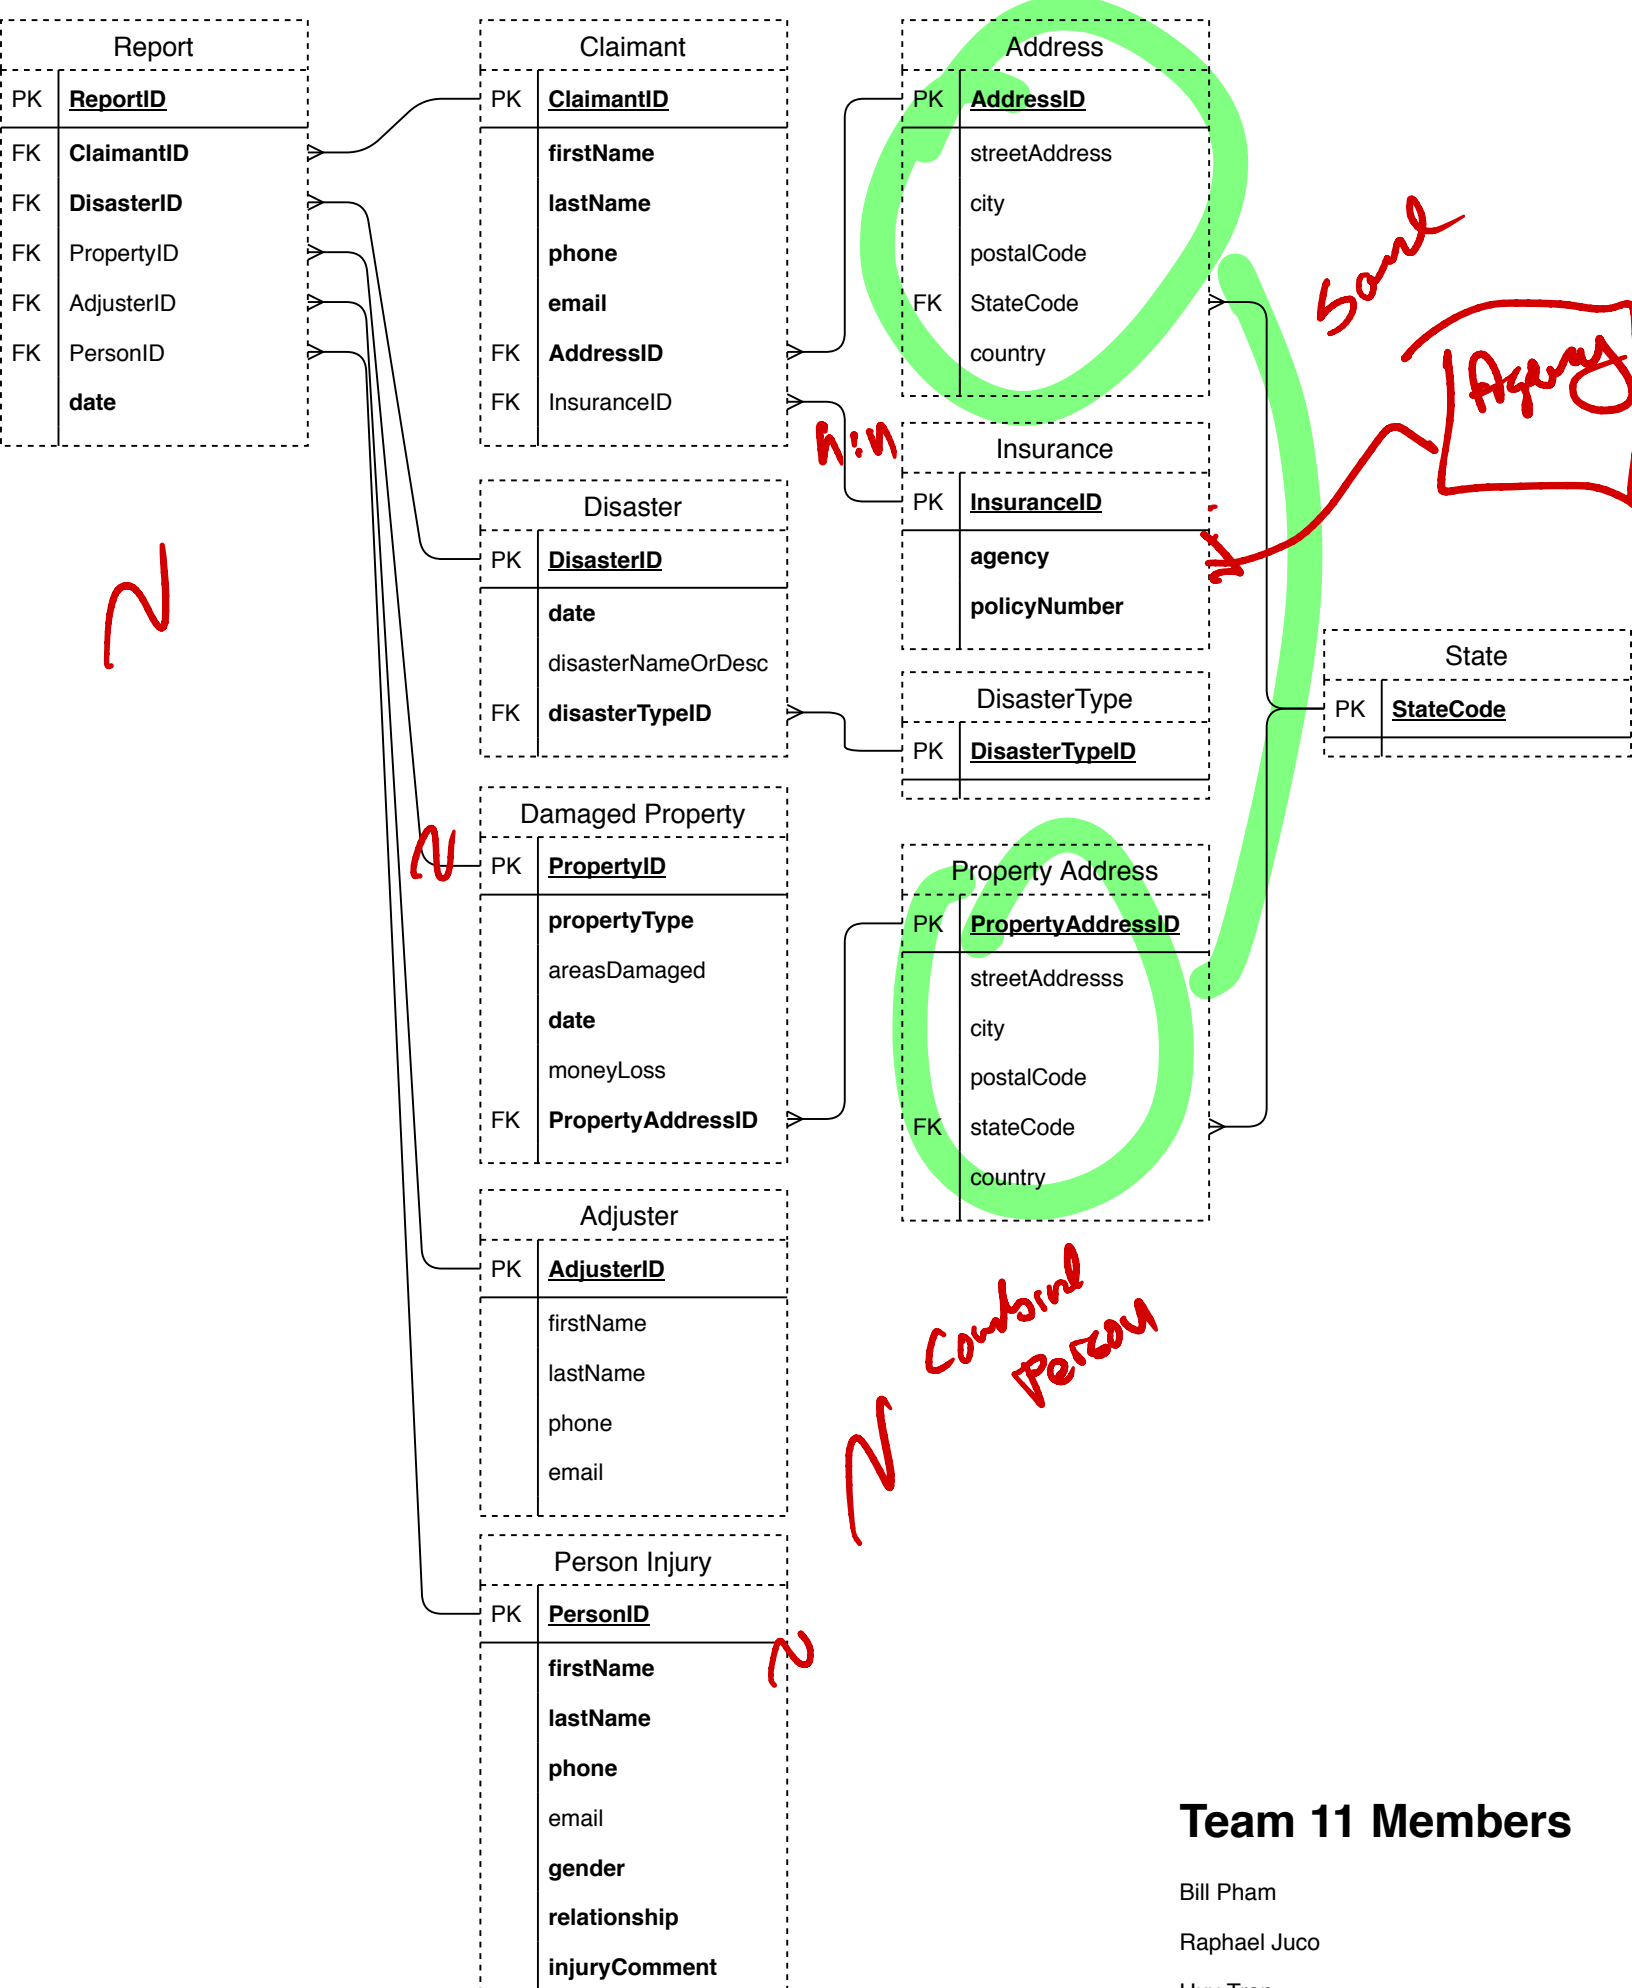 Report
PK ReportID
FK ClaimantID
FK DisasterID
FK PropertyID
FK AdjusterID
FK PersonID
date
N
Claimant
PK ClaimantID
firstName
lastName
phone
email
FK AddressID
FK InsuranceID
n:n
Disaster
PK DisasterID
date
disasterNameOrDesc
FK disasterTypeID
Damaged Property
N
PK PropertyID
propertyType
areasDamaged
date
moneyLoss
FK PropertyAddressID
Adjuster
PK AdjusterID
firstName
lastName
phone
email
N
Person Injury
PK PersonID
N
firstName
lastName
phone
email
gender
relationship
injuryComment
Address
PK AddressID
streetAddress
city
postalCode
FK StateCode
country
Same
Agency
Insurance
PK InsuranceID
agency
policyNumber
DisasterType
PK DisasterTypeID
Property Address
PK PropertyAddressID
streetAddresss
city
postalCode
FK stateCode
country
Combine
Person
State
PK StateCode
Team 11 Members
Bill Pham
Raphael Juco